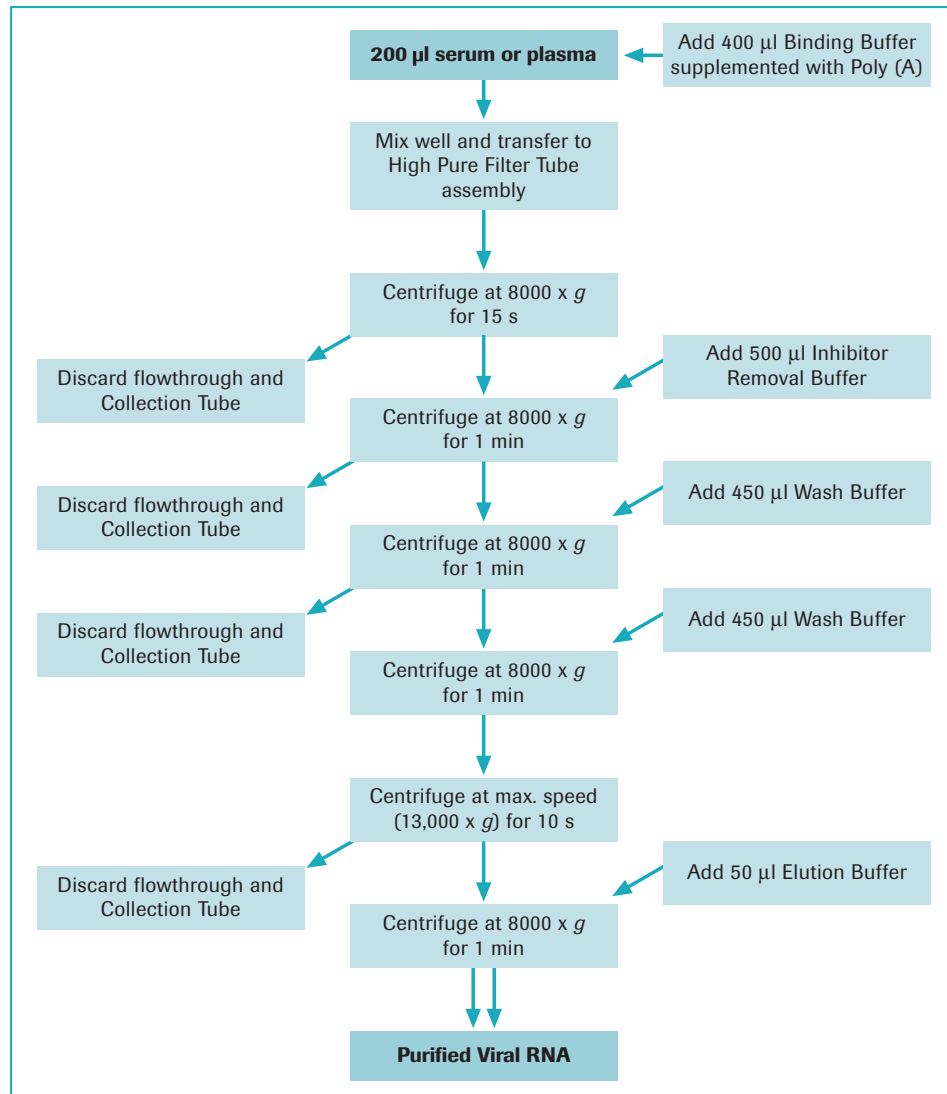 200 µl serum or plasma
Add 400 µl Binding Buffer
supplemented with Poly (A)
Mix well and transfer to
High Pure Filter Tube
assembly
Centrifuge at 8000 x g
for 15 s
Discard flowthrough and
Collection Tube
Add 500 µl Inhibitor
Removal Buffer
Centrifuge at 8000 x g
for 1 min
Discard flowthrough and
Collection Tube
Add 450 µl Wash Buffer
Centrifuge at 8000 x g
for 1 min
Discard flowthrough and
Collection Tube
Add 450 µl Wash Buffer
Centrifuge at 8000 x g
for 1 min
Centrifuge at max. speed
(13,000 x g) for 10 s
Discard flowthrough and
Collection Tube
Add 50 µl Elution Buffer
Centrifuge at 8000 x g
for 1 min
Purified Viral RNA